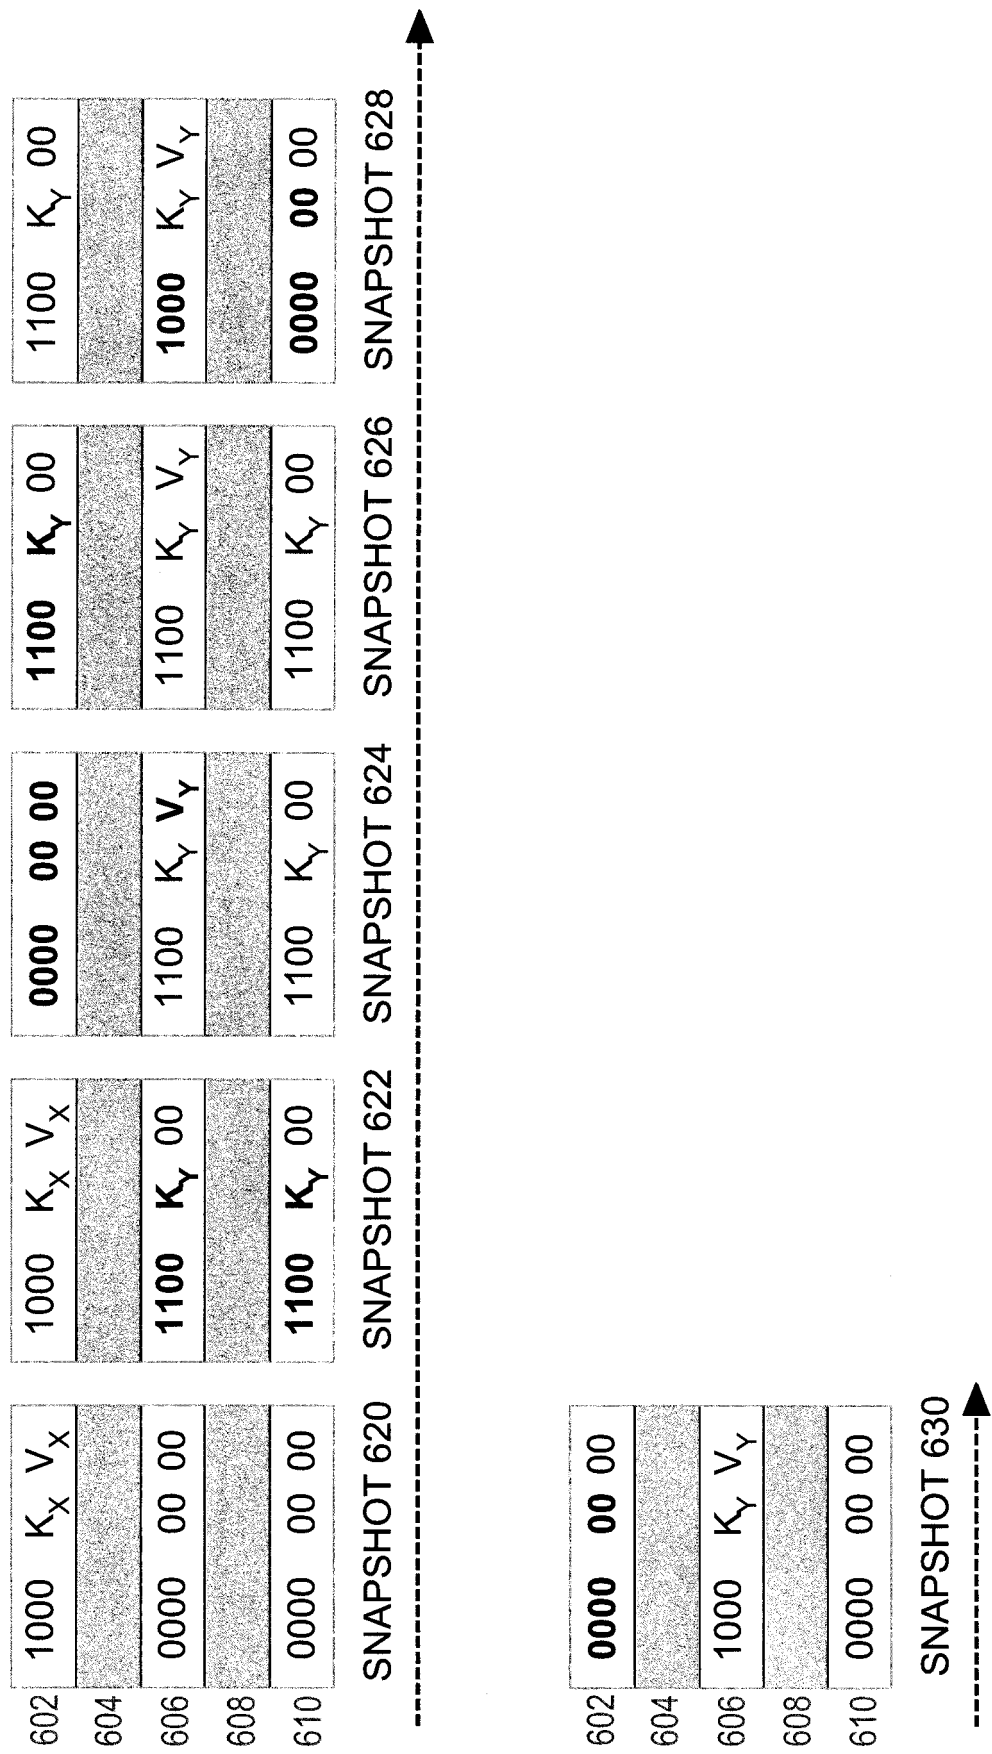 602 1000 K_X V_X 1000 K_X V_X 0000 00 00 1100 K_Y 00 1100 K_Y 00
604
606 0000 00 00 1100 K_Y 00 1100 K_Y V_Y 1100 K_Y V_Y 1000 K_Y V_Y
608
610 0000 00 00 1100 K_Y 00 1100 K_Y 00 1100 K_Y 00 0000 00 00
SNAPSHOT 620 SNAPSHOT 622 SNAPSHOT 624 SNAPSHOT 626 SNAPSHOT 628
602 0000 00 00
604
606 1000 K_Y V_Y
608
610 0000 00 00
SNAPSHOT 630